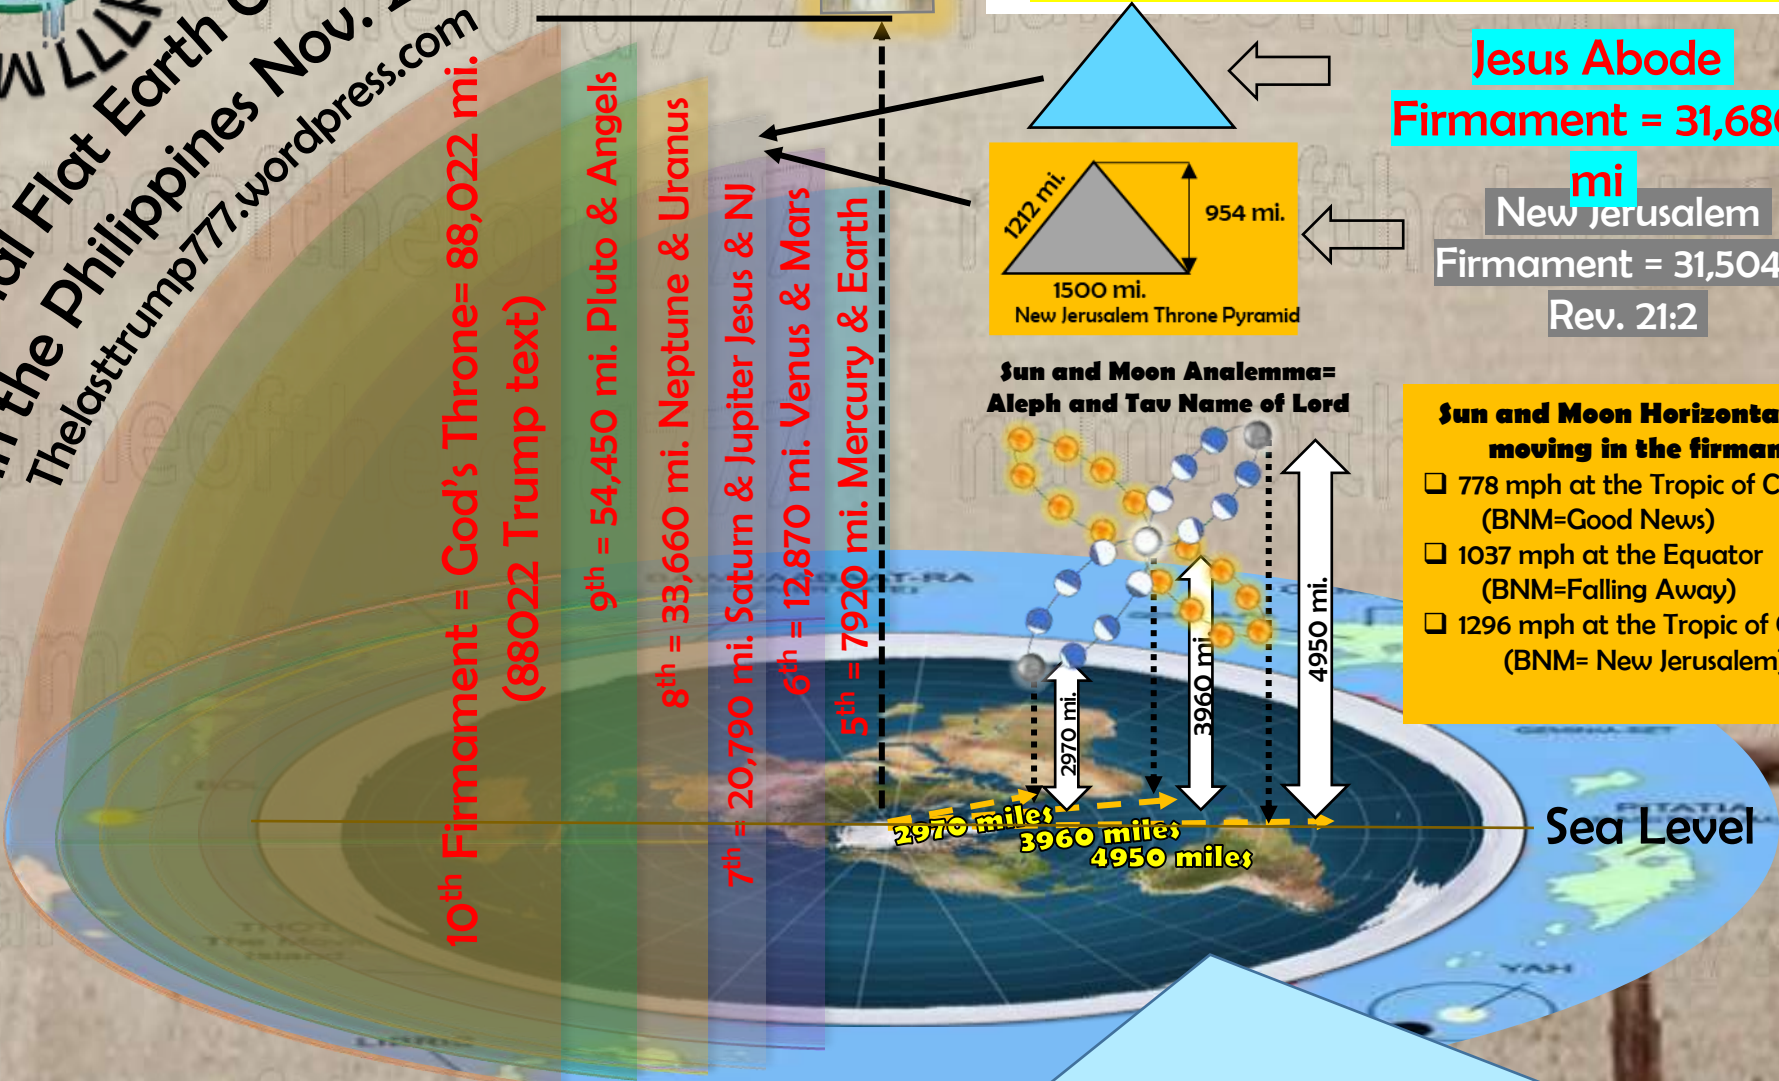 nal Flat Earth
in the Philippines Nov.
Thelastrump777.wordpress.com
10th Firmament = God's Throne= 88,022 mi.
(88022 Trump text)
9th = 54,450 mi. Pluto & Angels
8th = 33,660 mi. Neptune & Uranus
7th = 20,790 mi. Saturn & Jupiter Jesus & NJ
6th = 12,870 mi. Venus & Mars
5th = 7920 mi. Mercury & Earth
Jesus Abode
Firmament = 31,680
mi
1212 mi.
954 mi.
1500 mi.
New Jerusalem Throne Pyramid
New Jerusalem
Firmament = 31,504
Rev. 21:2
Sun and Moon Analemma=
Aleph and Tav Name of Lord
Sun and Moon Horizonta
moving in the firmam
778 mph at the Tropic of C
(BNM=Good News)
1037 mph at the Equator
(BNM=Falling Away)
1296 mph at the Tropic of C
(BNM= New Jerusalem)
2970 mi.
3960 mi.
4950 mi.
2970 miles
3960 miles
4950 miles
Sea Level
PITATIA
YAH